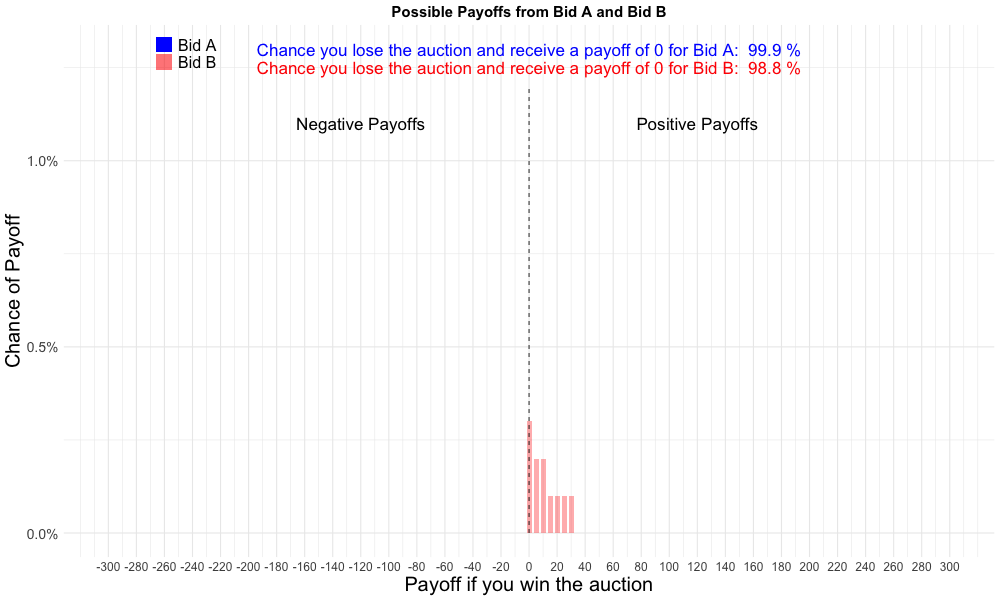 Possible Payoffs from Bid A and Bid B
Bid A
Bid B
Chance you lose the auction and receive a payoff of 0 for Bid A:  99.9 %
Chance you lose the auction and receive a payoff of 0 for Bid B:  98.8 %
Negative Payoffs
Positive Payoffs
Chance of Payoff
1.0%
0.5%
0.0%
-300 -280 -260 -240 -220 -200 -180 -160 -140 -120 -100 -80 -60 -40 -20 0 20 40 60 80 100 120 140 160 180 200 220 240 260 280 300
Payoff if you win the auction